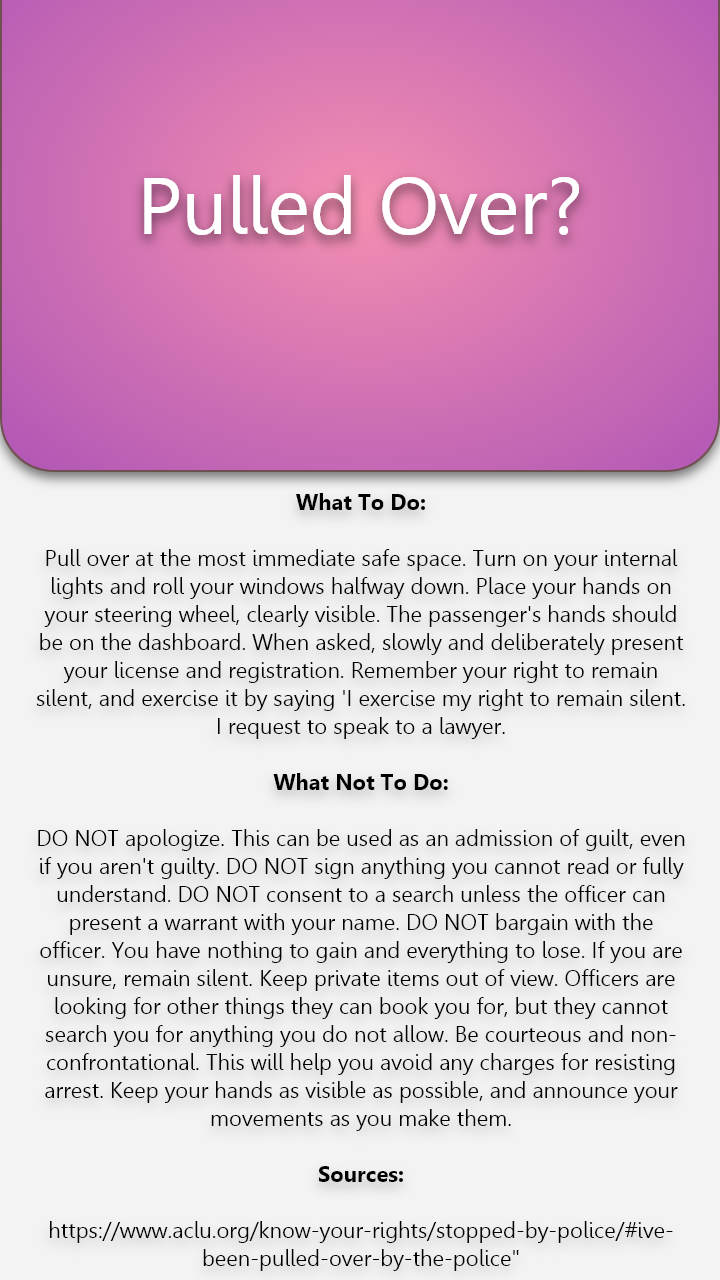 Pulled Over?
What To Do:
Pull over at the most immediate safe space. Turn on your internal
lights and roll your windows halfway down. Place your hands on
your steering wheel, clearly visible. The passenger's hands should
be on the dashboard. When asked, slowly and deliberately present
your license and registration. Remember your right to remain
silent, and exercise it by saying 'I exercise my right to remain silent.
I request to speak to a lawyer.
What Not To Do:
DO NOT apologize. This can be used as an admission of guilt, even
if you aren't guilty. DO NOT sign anything you cannot read or fully
understand. DO NOT consent to a search unless the officer can
present a warrant with your name. DO NOT bargain with the
officer. You have nothing to gain and everything to lose. If you are
unsure, remain silent. Keep private items out of view. Officers are
looking for other things they can book you for, but they cannot
search you for anything you do not allow. Be courteous and non-
confrontational. This will help you avoid any charges for resisting
arrest. Keep your hands as visible as possible, and announce your
movements as you make them.
Sources:
https://www.aclu.org/know-your-rights/stopped-by-police/#ive-
been-pulled-over-by-the-police"